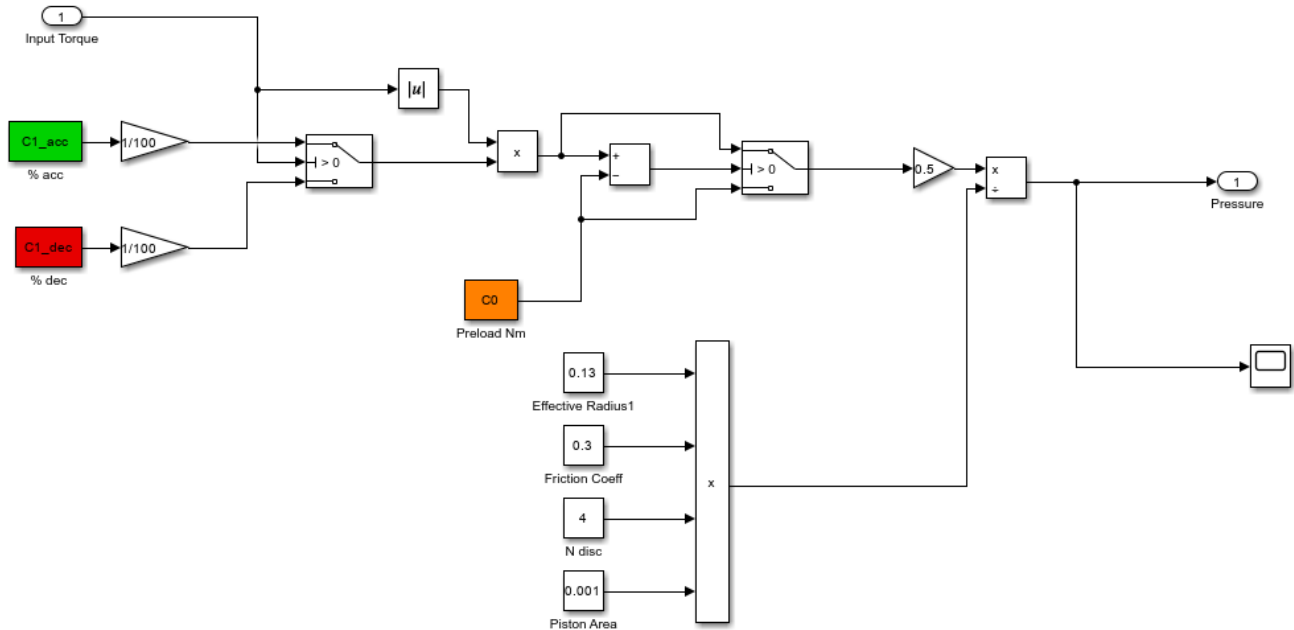 1
Input Torque
|u|
C1_acc
% acc
1/100
> 0
x
+
−
> 0
0.5
x
÷
1
Pressure
C1_dec
% dec
1/100
C0
Preload Nm
0.13
Effective Radius1
0.3
Friction Coeff
x
4
N disc
0.001
Piston Area